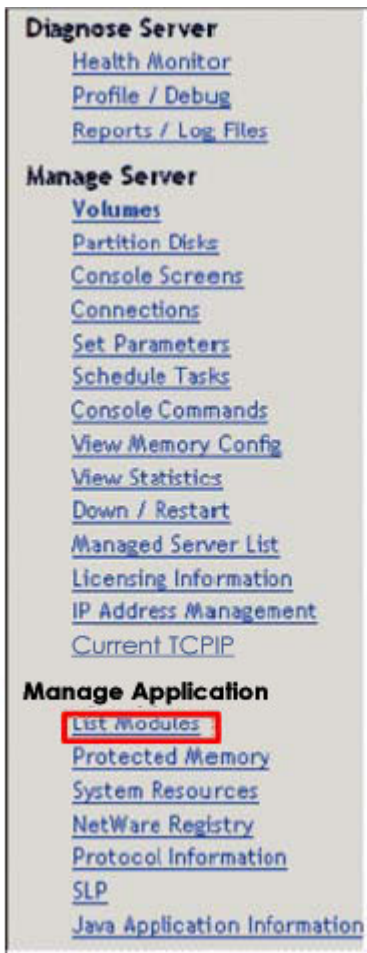 Diagnose Server
Health Monitor
Profile / Debug
Reports / Log Files
Manage Server
Volumes
Partition Disks
Console Screens
Connections
Set Parameters
Schedule Tasks
Console Commands
View Memory Config
View Statistics
Down / Restart
Managed Server List
Licensing Information
IP Address Management
Current TCPIP
Manage Application
List Modules
Protected Memory
System Resources
NetWare Registry
Protocol Information
SLP
Java Application Information